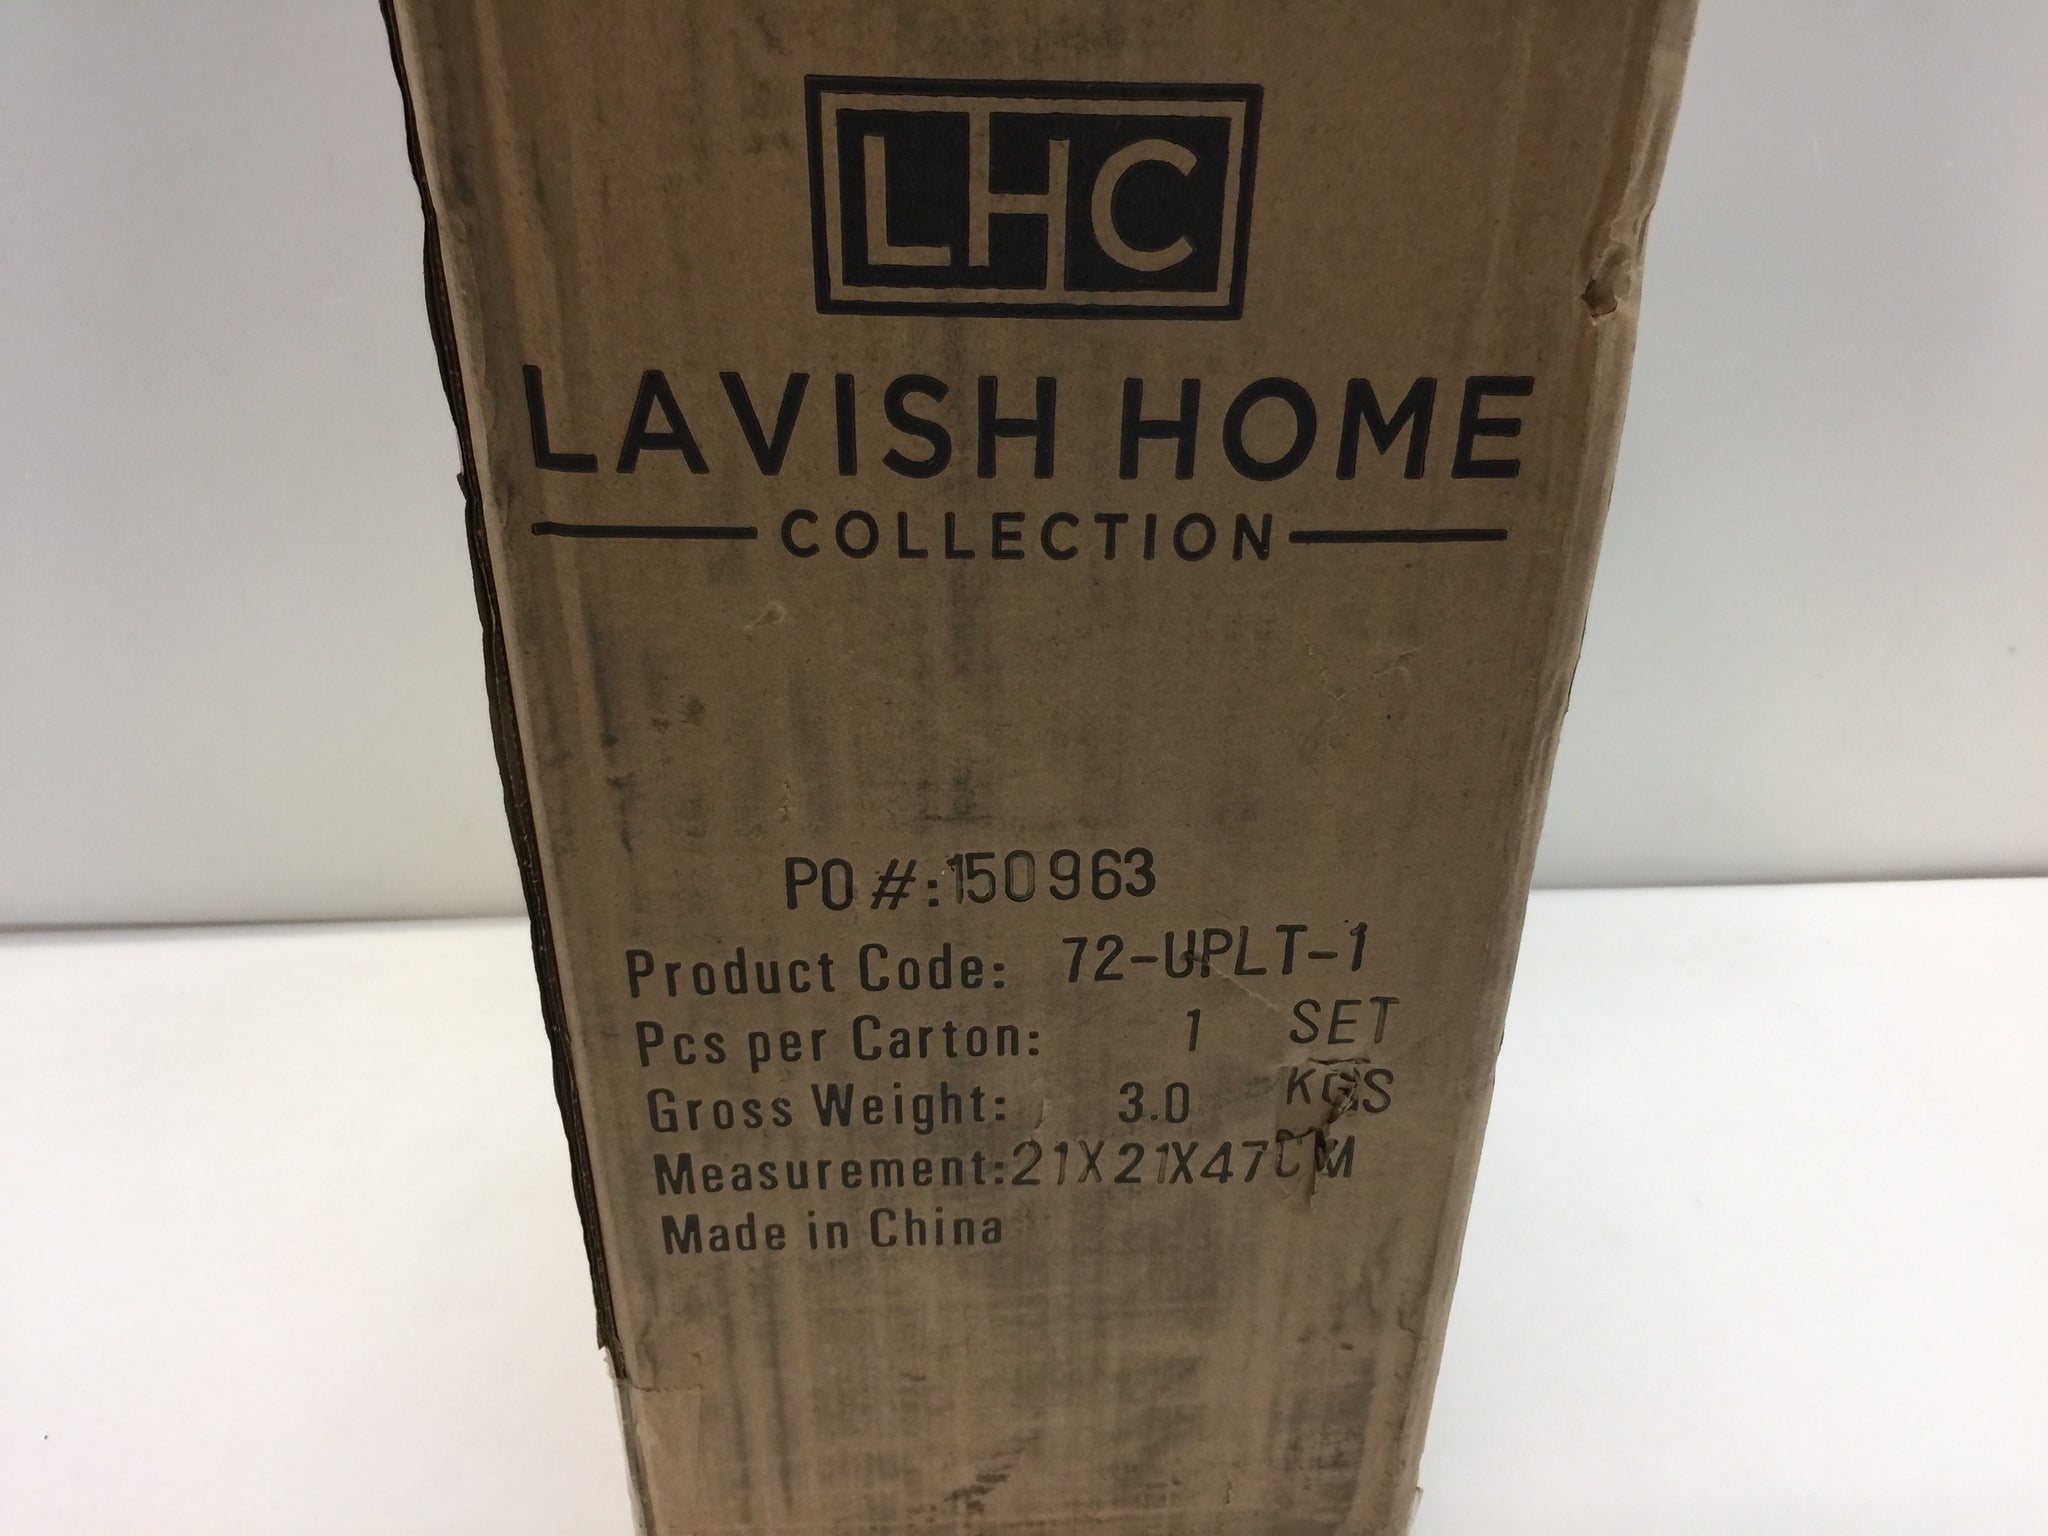 LHC
LAVISH HOME
COLLECTION
PO #:150963
Product Code: 72-UPLT-1
Pcs per Carton: 1 SET
Gross Weight: 3.0 KGS
Measurement:21X21X47CM
Made in China